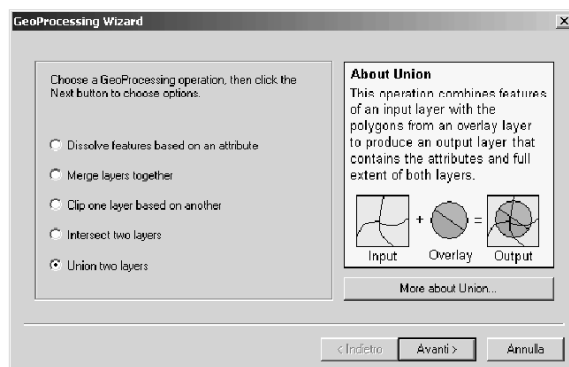 GeoProcessing Wizard
Choose a GeoProcessing operation, then click the
Next button to choose options.
Dissolve features based on an attribute
Merge layers together
Clip one layer based on another
Intersect two layers
Union two layers
About Union
This operation combines features
of an input layer with the
polygons from an overlay layer
to produce an output layer that
contains the attributes and full
extent of both layers.
+ =
Input Overlay Output
More about Union...
< Indietro Avanti > Annulla